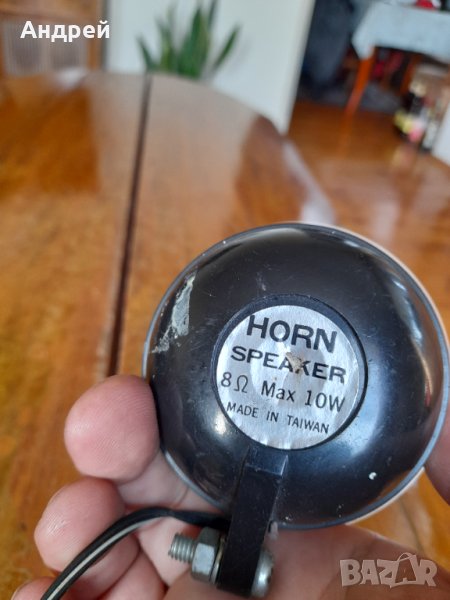 Андрей
HORN
SPEAKER
8Ω Max 10W
MADE IN TAIWAN
BAZAR